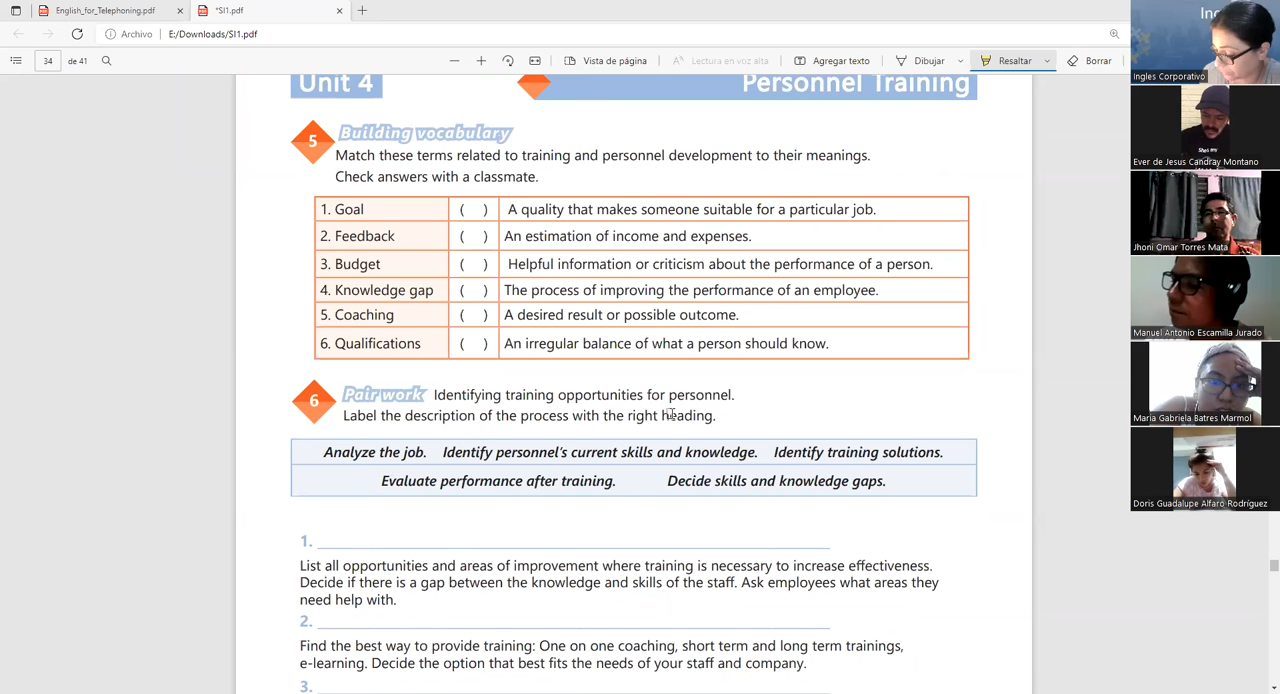 English_for_Telephoning.pdf
*SI1.pdf
Archivo E:/Downloads/SI1.pdf
34 de 41
Vista de página
Lectura en voz alta
Agregar texto
Dibujar
Resaltar
Borrar
Unit 4
Personnel Training
5 Building vocabulary
Match these terms related to training and personnel development to their meanings.
Check answers with a classmate.
1. Goal ( ) A quality that makes someone suitable for a particular job.
2. Feedback ( ) An estimation of income and expenses.
3. Budget ( ) Helpful information or criticism about the performance of a person.
4. Knowledge gap ( ) The process of improving the performance of an employee.
5. Coaching ( ) A desired result or possible outcome.
6. Qualifications ( ) An irregular balance of what a person should know.
6 Pair work Identifying training opportunities for personnel.
Label the description of the process with the right heading.
Analyze the job. Identify personnel's current skills and knowledge. Identify training solutions.
Evaluate performance after training. Decide skills and knowledge gaps.
1.
List all opportunities and areas of improvement where training is necessary to increase effectiveness.
Decide if there is a gap between the knowledge and skills of the staff. Ask employees what areas they
need help with.
2.
Find the best way to provide training: One on one coaching, short term and long term trainings,
e-learning. Decide the option that best fits the needs of your staff and company.
3.
Ingles Corporativo
Ever de Jesus Candray Montano
Jhoni Omar Torres Mata
Manuel Antonio Escamilla Jurado
Maria Gabriela Batres Marmol
Doris Guadalupe Alfaro Rodríguez